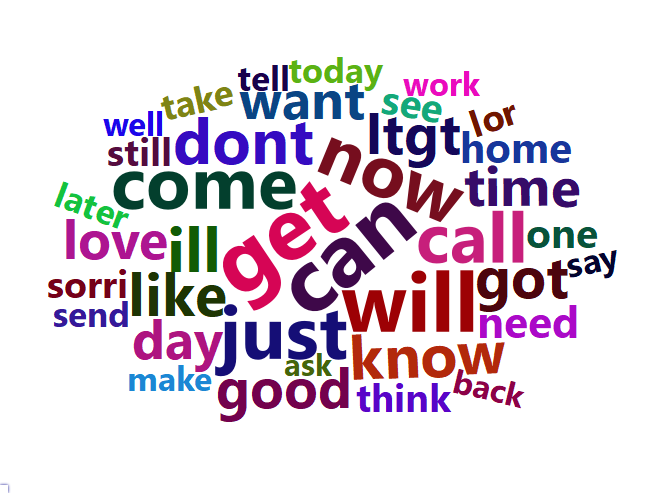 tell
today
work
take
want
see
well
lor
still
dont
now
ltgt
home
come
get
can
time
later
love
ill
call
one
say
sorri
like
will
got
send
just
need
day
know
ask
make
good
think
back